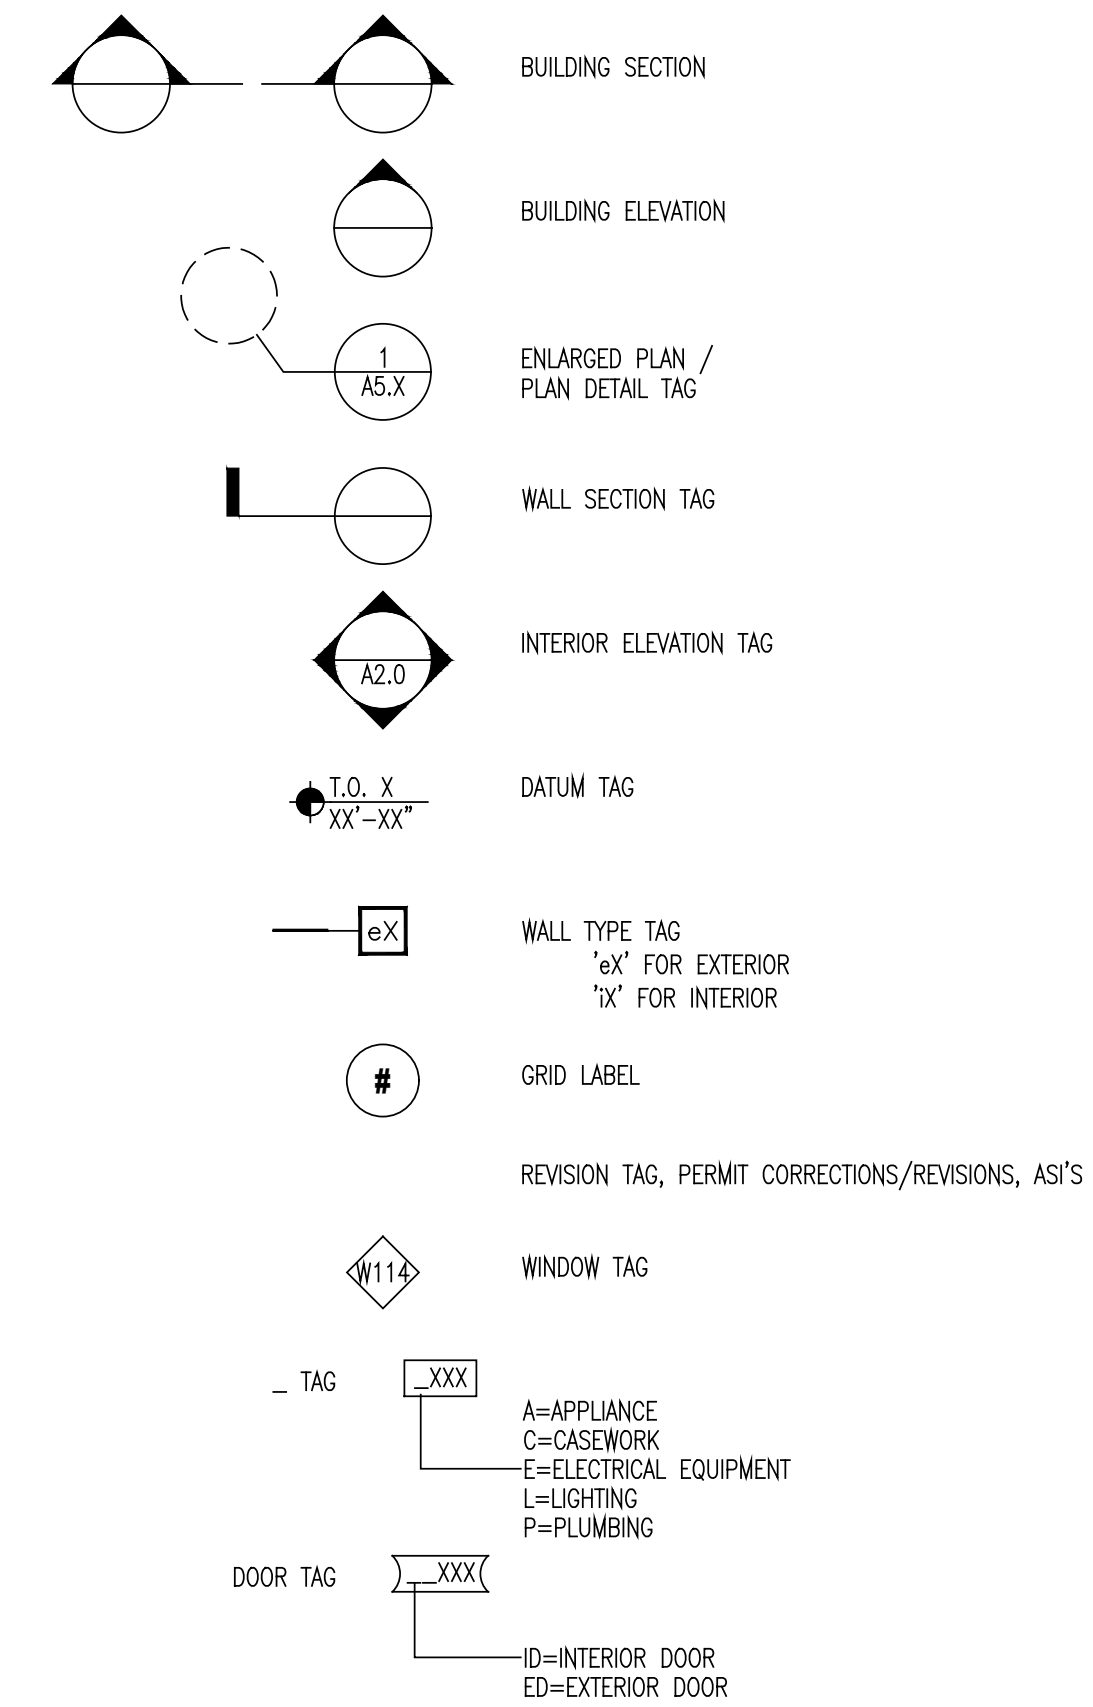 BUILDING SECTION
BUILDING ELEVATION
1
A5.X
ENLARGED PLAN /
PLAN DETAIL TAG
WALL SECTION TAG
A2.0
INTERIOR ELEVATION TAG
T.O. X
XX'-XX"
DATUM TAG
eX
WALL TYPE TAG
'eX' FOR EXTERIOR
'iX' FOR INTERIOR
#
GRID LABEL
REVISION TAG, PERMIT CORRECTIONS/REVISIONS, ASI'S
W114
WINDOW TAG
_ TAG
_XXX
A=APPLIANCE
C=CASEWORK
E=ELECTRICAL EQUIPMENT
L=LIGHTING
P=PLUMBING
DOOR TAG
__XXX
ID=INTERIOR DOOR
ED=EXTERIOR DOOR